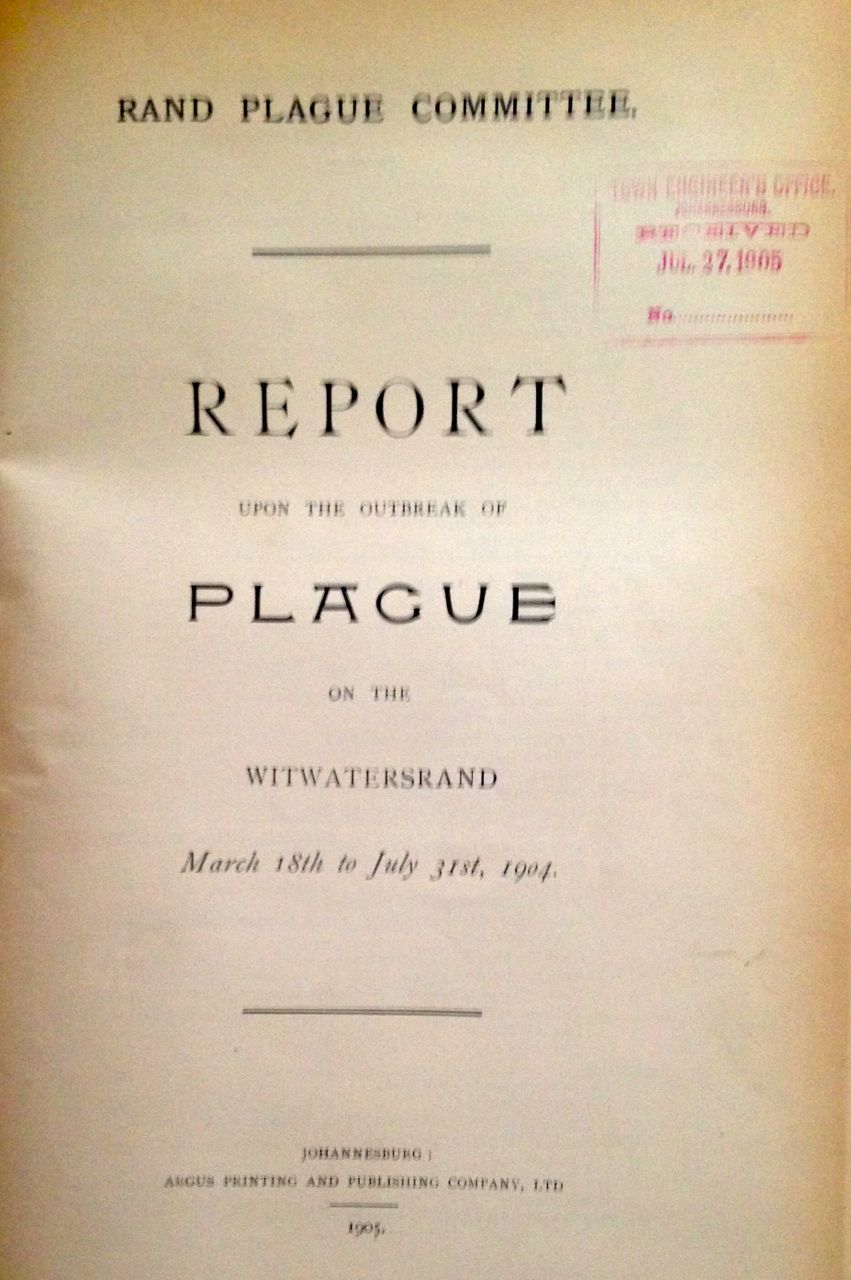 RAND PLAGUE COMMITTEE.
TOWN ENGINEER'S OFFICE,
JOHANNESBURG.
RECEIVED
JUL. 27, 1905
No
REPORT
UPON THE OUTBREAK OF
PLAGUE
ON THE
WITWATERSRAND
March 18th to July 31st, 1904.
JOHANNESBURG:
ARGUS PRINTING AND PUBLISHING COMPANY, LTD
1905.